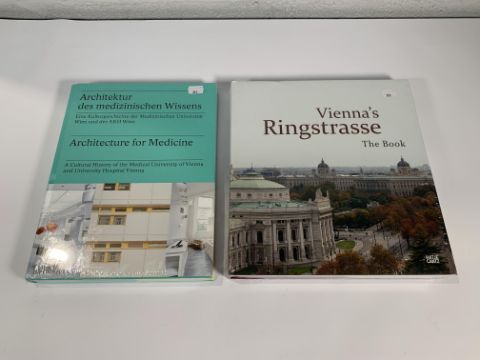 Architektur
des medizinischen Wissens
Eine Kulturgeschichte der Medizinischen Universität
Wien und des AKH Wien
Architecture for Medicine
A Cultural History of the Medical University of Vienna
and University Hospital Vienna
Vienna's
Ringstrasse
The Book